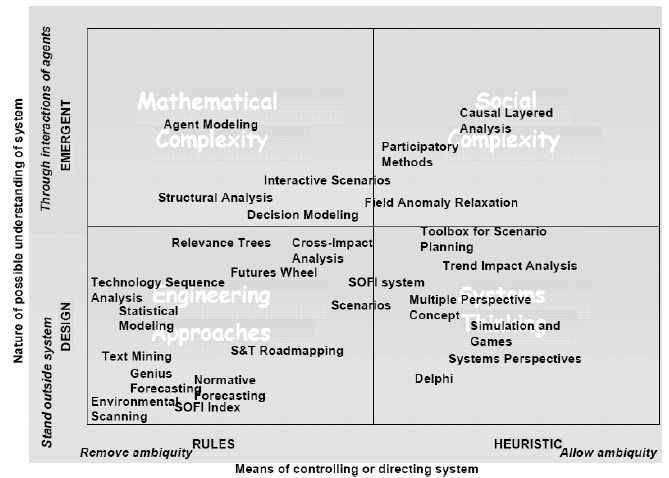 Nature of possible understanding of system
Through interactions of agents
EMERGENT
Stand outside system
DESIGN
Mathematical
Complexity
Agent Modeling
Social
Complexity
Causal Layered
Analysis
Participatory
Methods
Interactive Scenarios
Structural Analysis
Field Anomaly Relaxation
Decision Modeling
Toolbox for Scenario
Planning
Relevance Trees
Cross-Impact
Analysis
Trend Impact Analysis
Futures Wheel
Technology Sequence
Analysis
SOFI system
Engineering
Approaches
Systems
Thinking
Scenarios
Multiple Perspective
Concept
Statistical
Modeling
Simulation and
Games
S&T Roadmapping
Text Mining
Systems Perspectives
Genius
Forecasting
Normative
Forecasting
Delphi
Environmental
Scanning
SOFI Index
RULES
HEURISTIC
Remove ambiquity
Allow ambiquity
Means of controlling or directing system